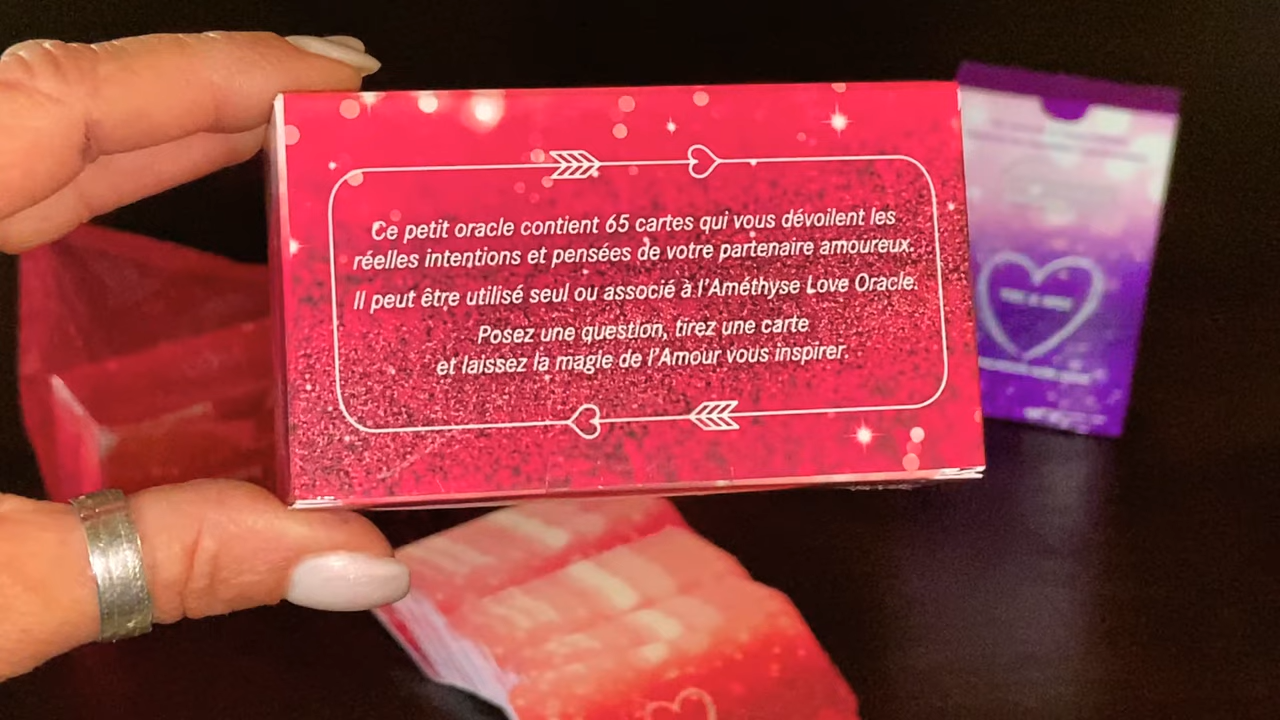 Ce petit oracle contient 65 cartes qui vous dévoilent les
réelles intentions et pensées de votre partenaire amoureux.
Il peut être utilisé seul ou associé à l'Améthyse Love Oracle.
Posez une question, tirez une carte
et laissez la magie de l'Amour vous inspirer.